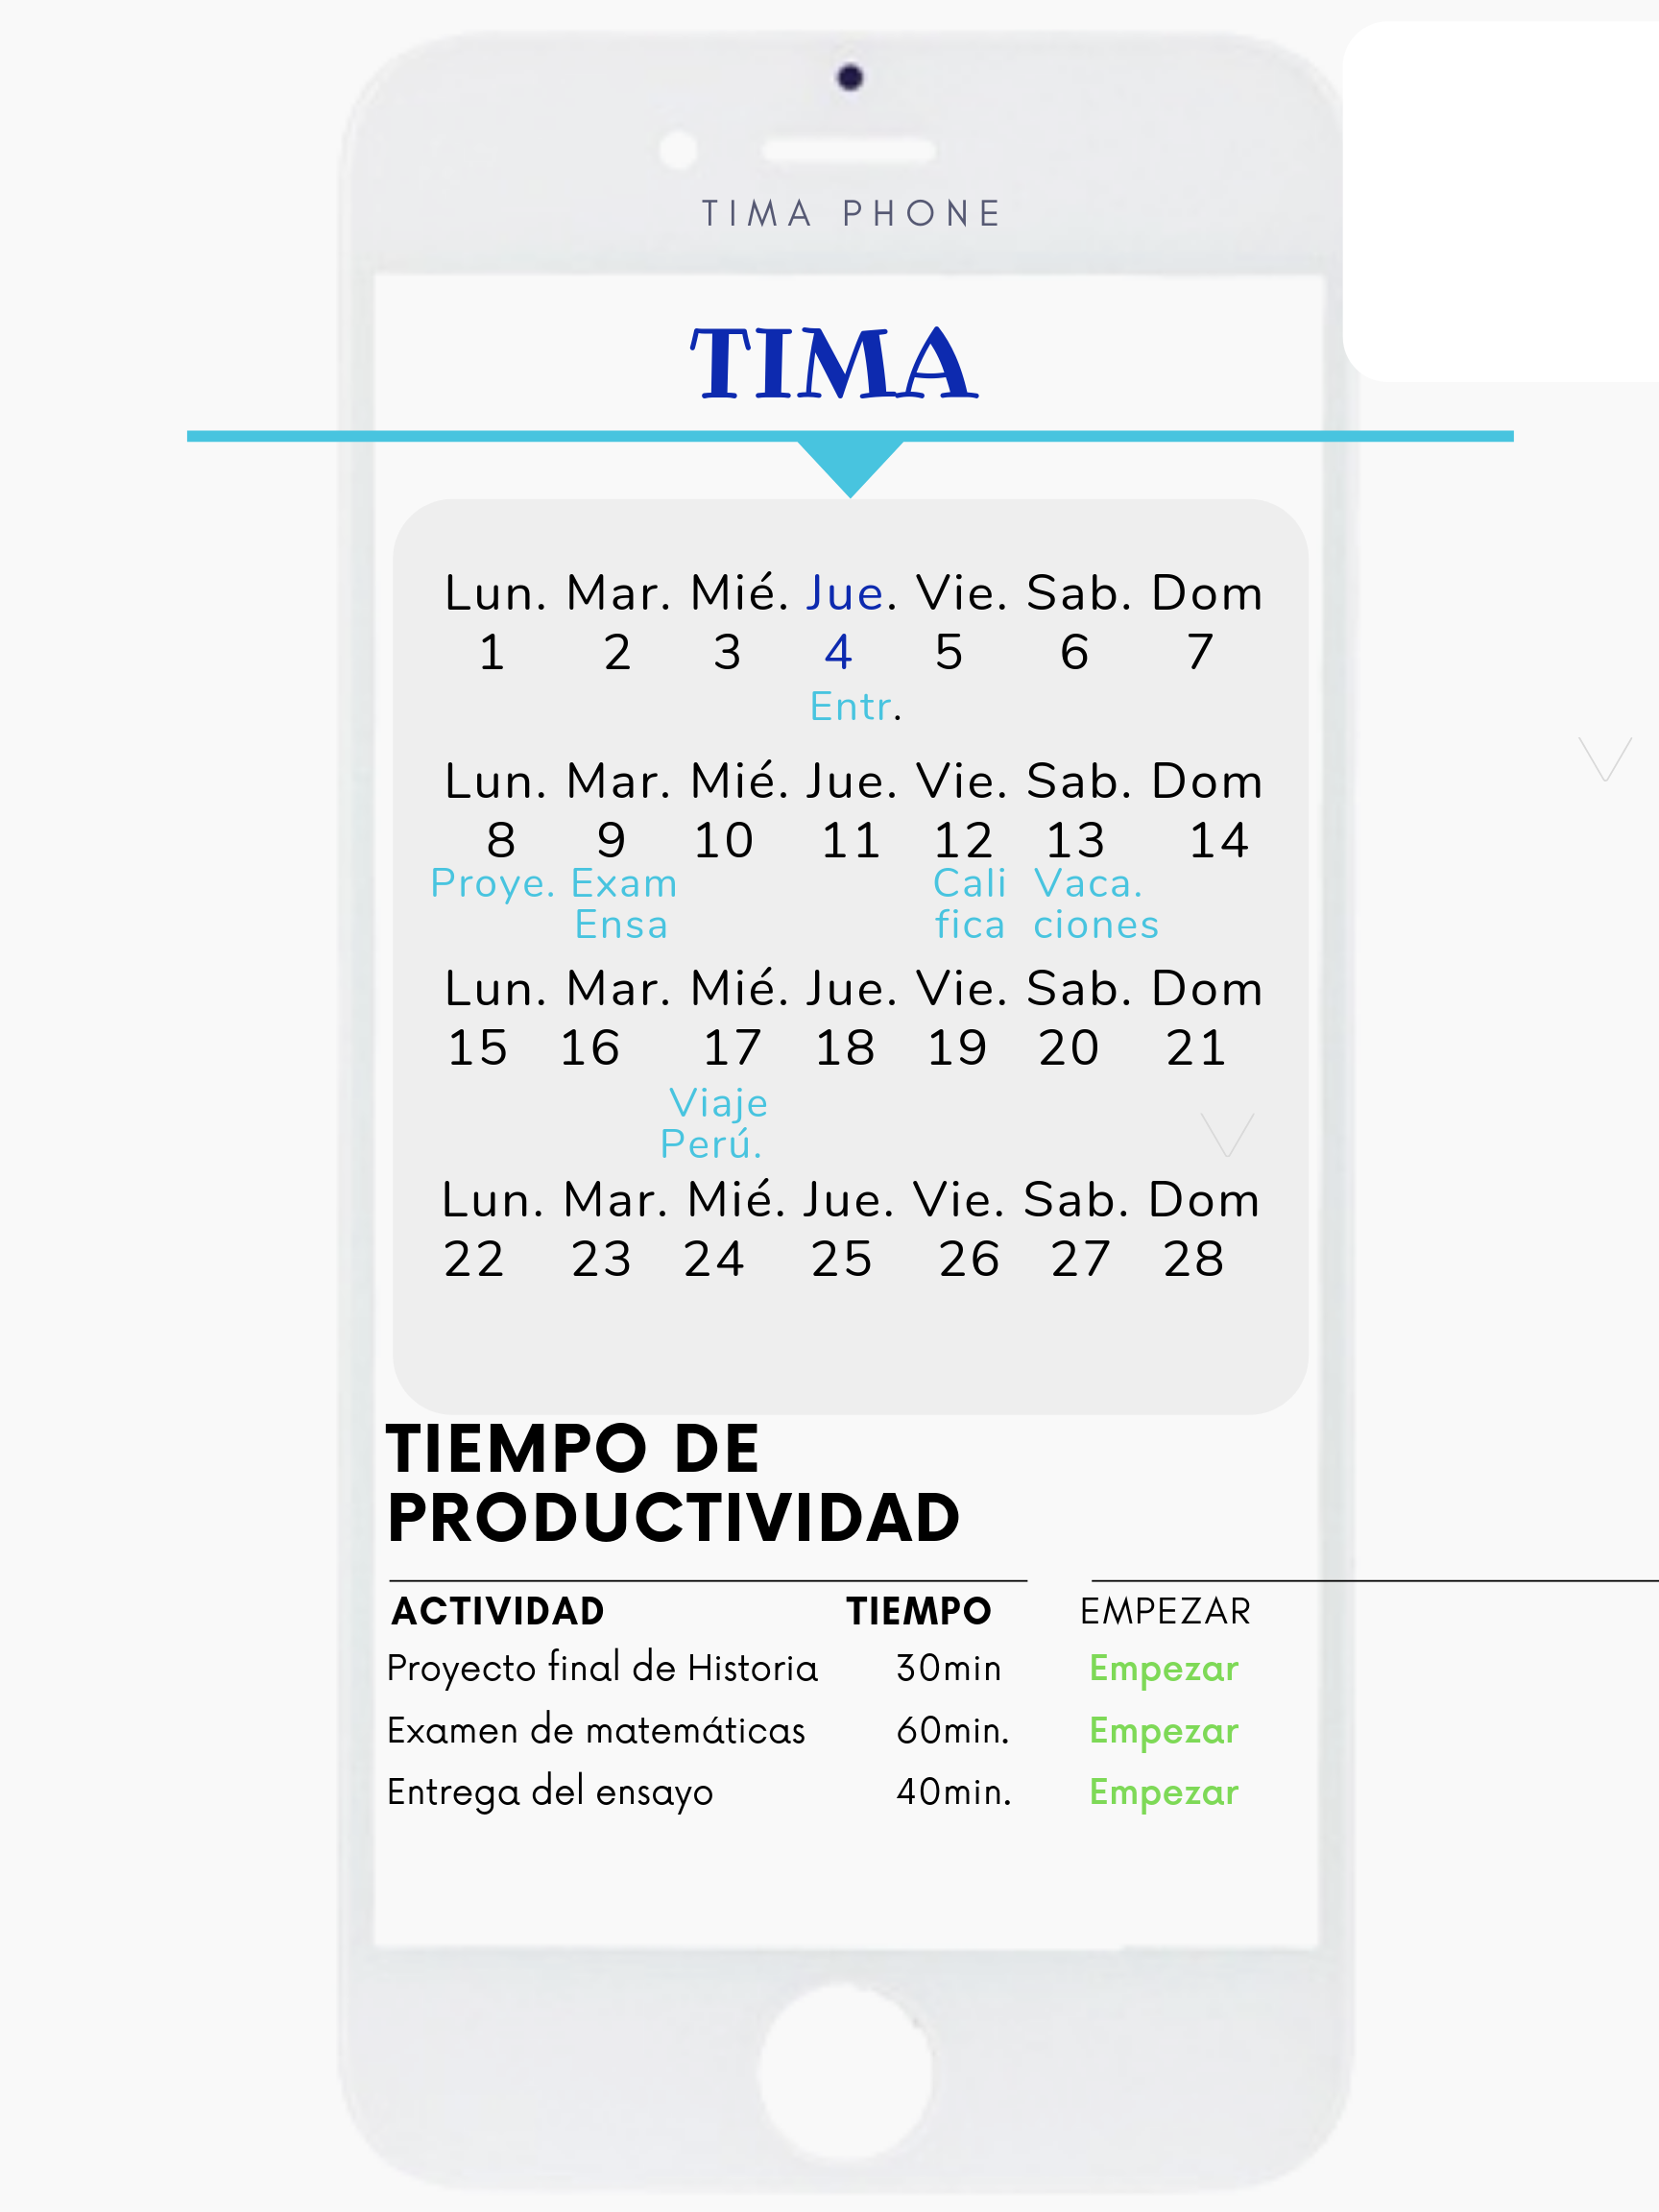 TIMA PHONE
TIMA
Lun. Mar. Mié. Jue. Vie. Sab. Dom
1 2 3 4 5 6 7
Entr.
Lun. Mar. Mié. Jue. Vie. Sab. Dom
8 9 10 11 12 13 14
Proye. Exam Cali Vaca.
Ensa fica ciones
Lun. Mar. Mié. Jue. Vie. Sab. Dom
15 16 17 18 19 20 21
Viaje
Perú.
Lun. Mar. Mié. Jue. Vie. Sab. Dom
22 23 24 25 26 27 28
TIEMPO DE
PRODUCTIVIDAD
ACTIVIDAD TIEMPO EMPEZAR
Proyecto final de Historia 30min Empezar
Examen de matemáticas 60min. Empezar
Entrega del ensayo 40min. Empezar